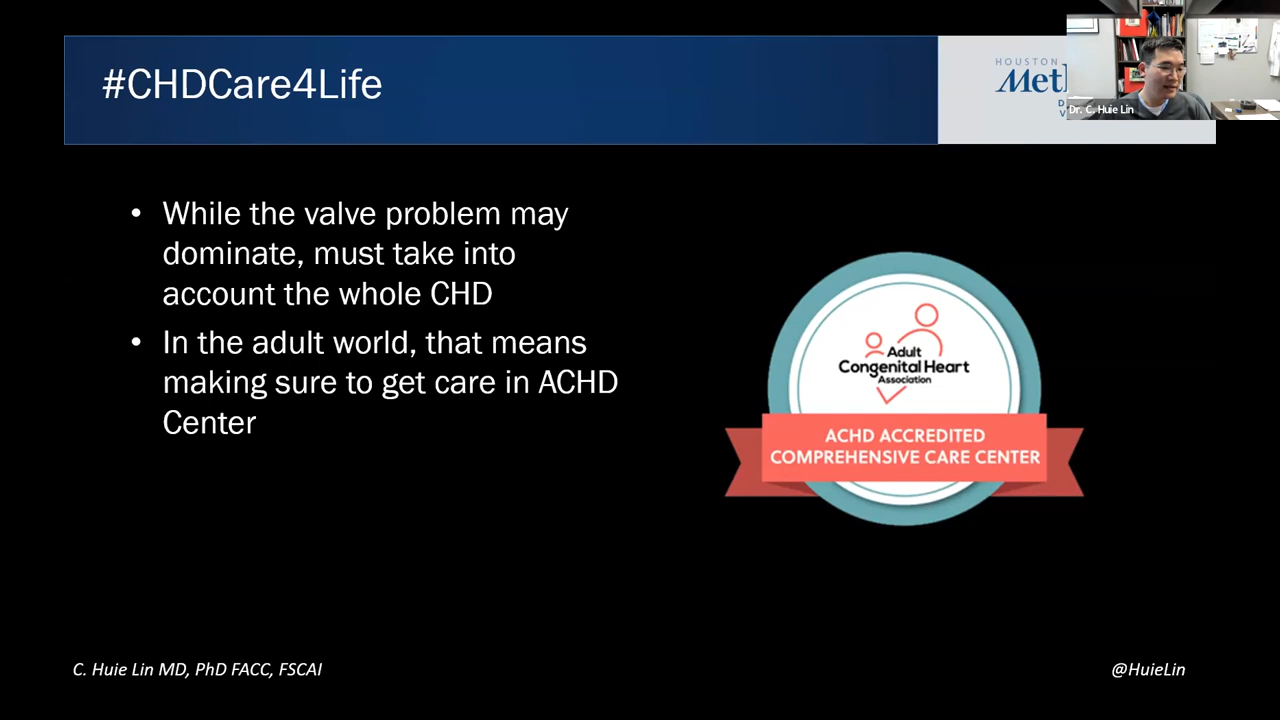 #CHDCare4Life
HOUSTON
Dr. C. Huie Lin
• While the valve problem may
dominate, must take into
account the whole CHD
• In the adult world, that means
making sure to get care in ACHD
Center
Adult
Congenital Heart
Association
ACHD ACCREDITED
COMPREHENSIVE CARE CENTER
C. Huie Lin MD, PhD FACC, FSCAI
@HuieLin